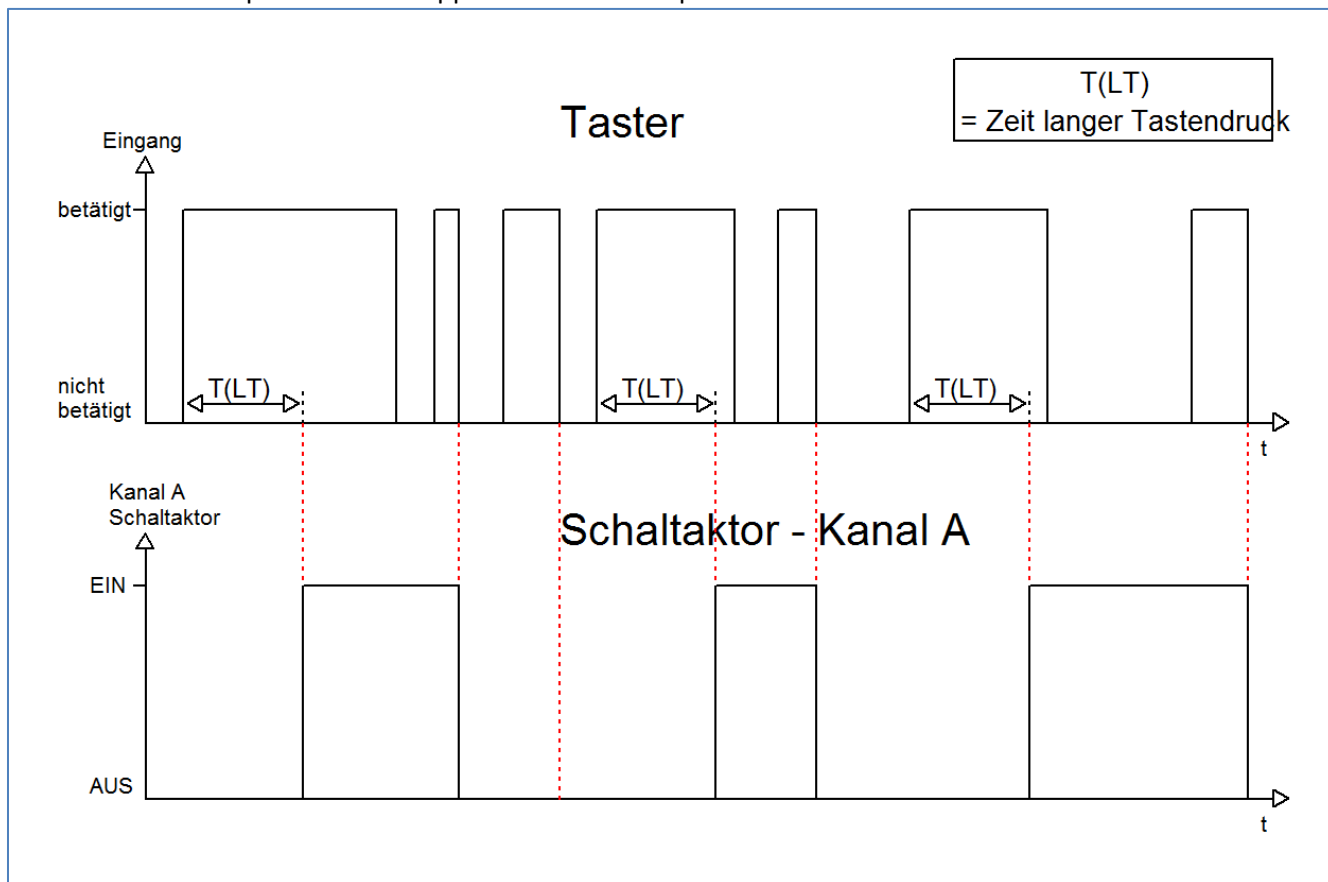 T(LT)
= Zeit langer Tastendruck
Taster
Eingang
betätigt
nicht
betätigt
T(LT)
T(LT)
T(LT)
t
Kanal A
Schaltaktor
Schaltaktor - Kanal A
EIN
AUS
t